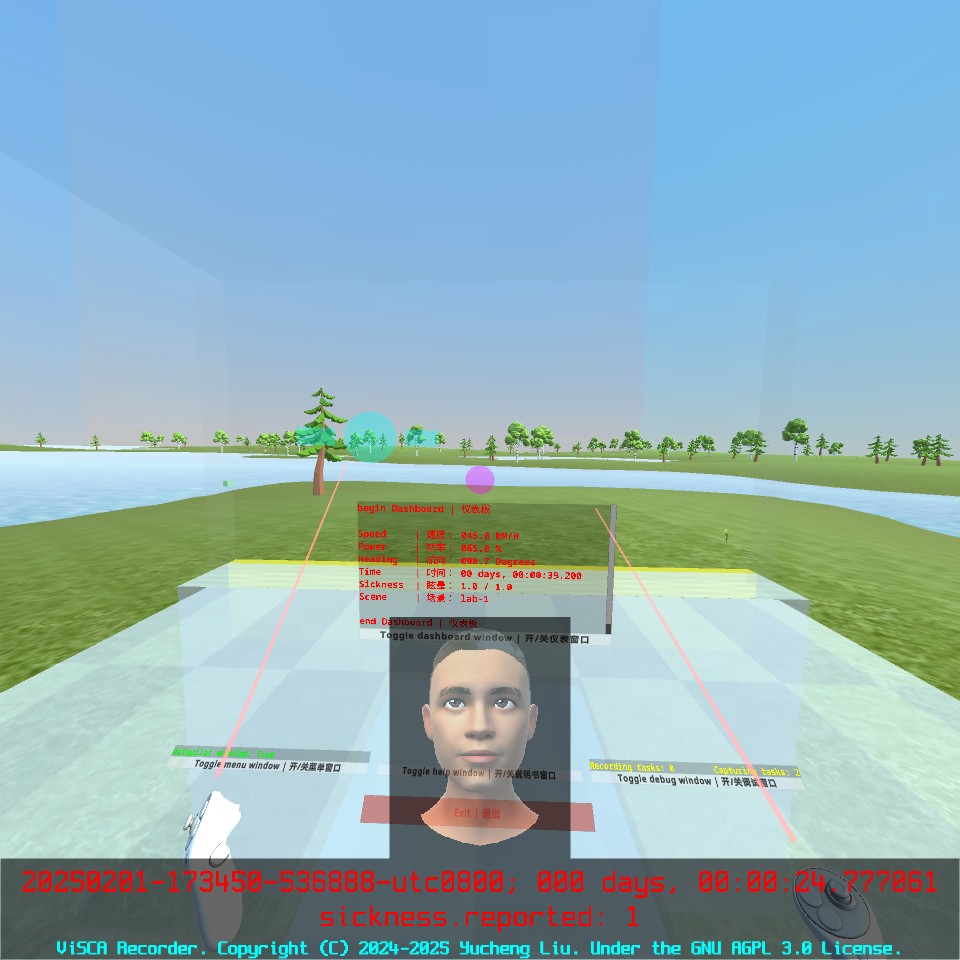 begin Dashboard | 仪表板
Speed | 速度: 045.0 KM/H
Power | 功率: 065.0 %
Heading | 航向: Degrees
Time | 时间: 00 days, 00:00:39.200
Sickness | 眩晕: 1.0 / 1.0
Scene | 场景: lab-1
end Dashboard | 仪表板
Toggle dashboard window | 开/关仪表窗口
Toggle menu window | 开/关菜单窗口
Toggle help window | 开/关说明书窗口
Recording tasks: 0 Capturing tasks: 2
Toggle debug window | 开/关调试窗口
Exit | 退出
20250201-173450-536888-utc0800; 000 days, 00:00:24.777061
sickness.reported: 1
ViSCA Recorder. Copyright (C) 2024-2025 Yucheng Liu. Under the GNU AGPL 3.0 License.